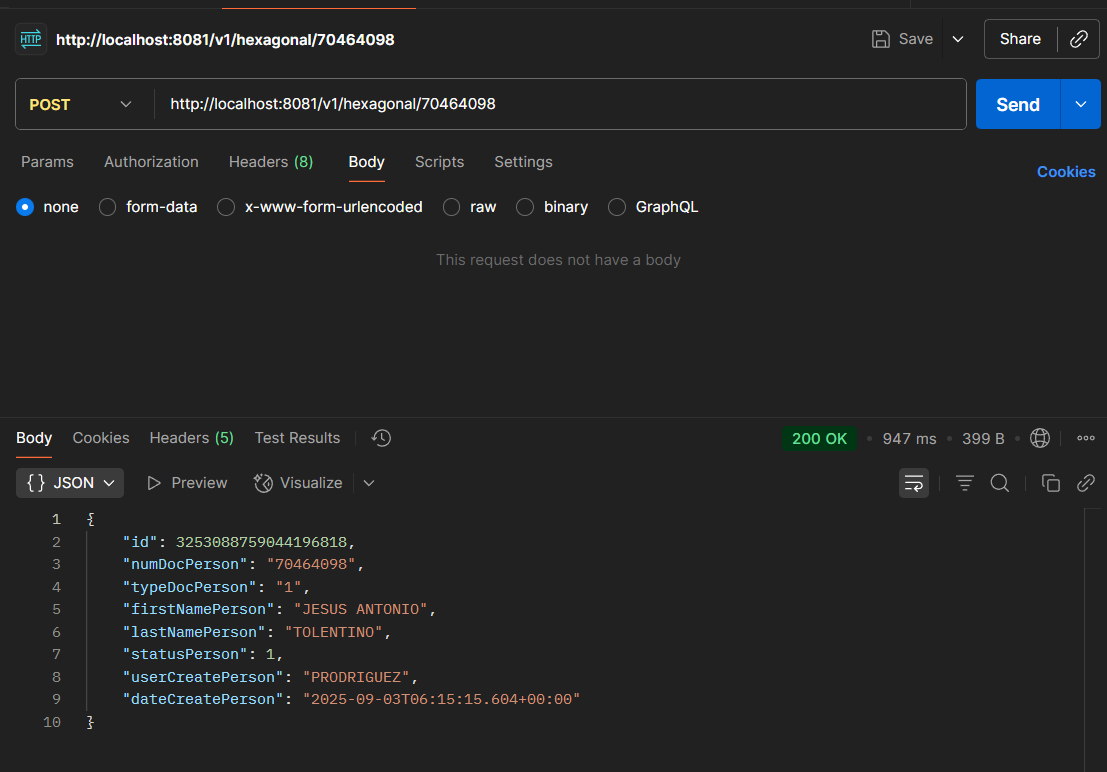 HTTP http://localhost:8081/v1/hexagonal/70464098 Save Share
POST http://localhost:8081/v1/hexagonal/70464098 Send
Params Authorization Headers (8) Body Scripts Settings Cookies
none form-data x-www-form-urlencoded raw binary GraphQL
This request does not have a body
Body Cookies Headers (5) Test Results 200 OK 947 ms 399 B
{} JSON Preview Visualize
1 {
2 "id": 3253088759044196818,
3 "numDocPerson": "70464098",
4 "typeDocPerson": "1",
5 "firstNamePerson": "JESUS ANTONIO",
6 "lastNamePerson": "TOLENTINO",
7 "statusPerson": 1,
8 "userCreatePerson": "PRODRIGUEZ",
9 "dateCreatePerson": "2025-09-03T06:15:15.604+00:00"
10 }